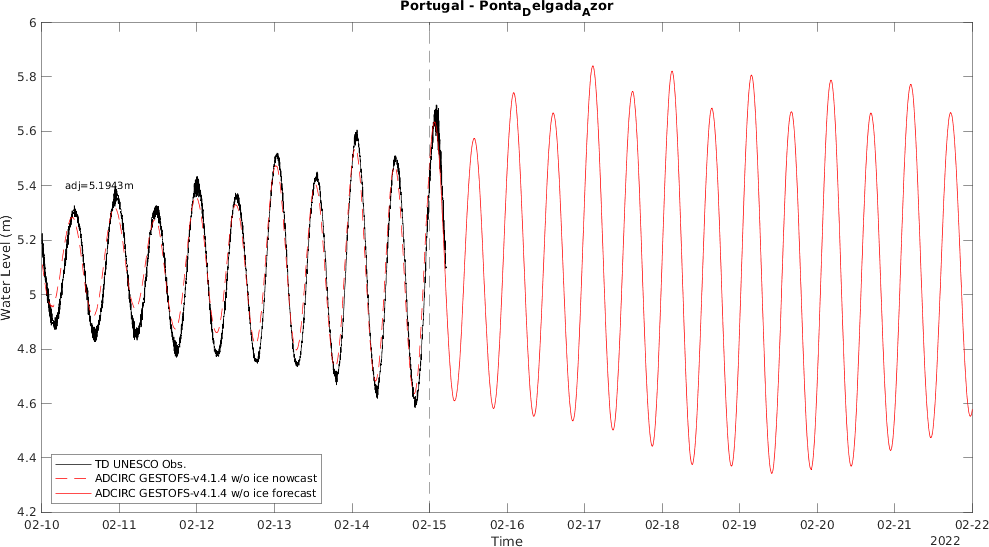 Portugal - PontaDelgadaAzor
6
5.8
5.6
5.4
5.2
5
4.8
4.6
4.4
4.2
Water Level (m)
adj=5.1943m
TD UNESCO Obs.
ADCIRC GESTOFS-v4.1.4 w/o ice nowcast
ADCIRC GESTOFS-v4.1.4 w/o ice forecast
02-10 02-11 02-12 02-13 02-14 02-15 02-16 02-17 02-18 02-19 02-20 02-21 02-22
Time
2022